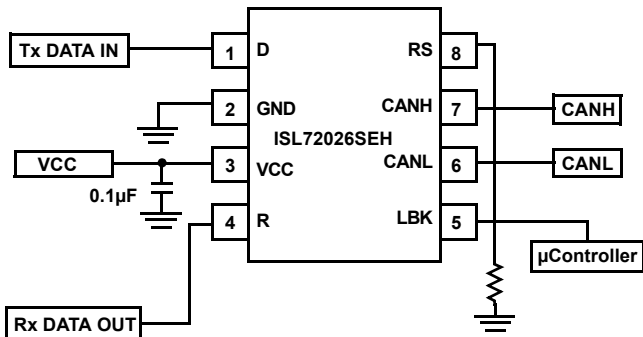 Tx DATA IN
1
D
RS
8
2
GND
CANH
7
CANH
ISL72026SEH
VCC
3
VCC
CANL
6
CANL
0.1µF
4
R
LBK
5
µController
Rx DATA OUT